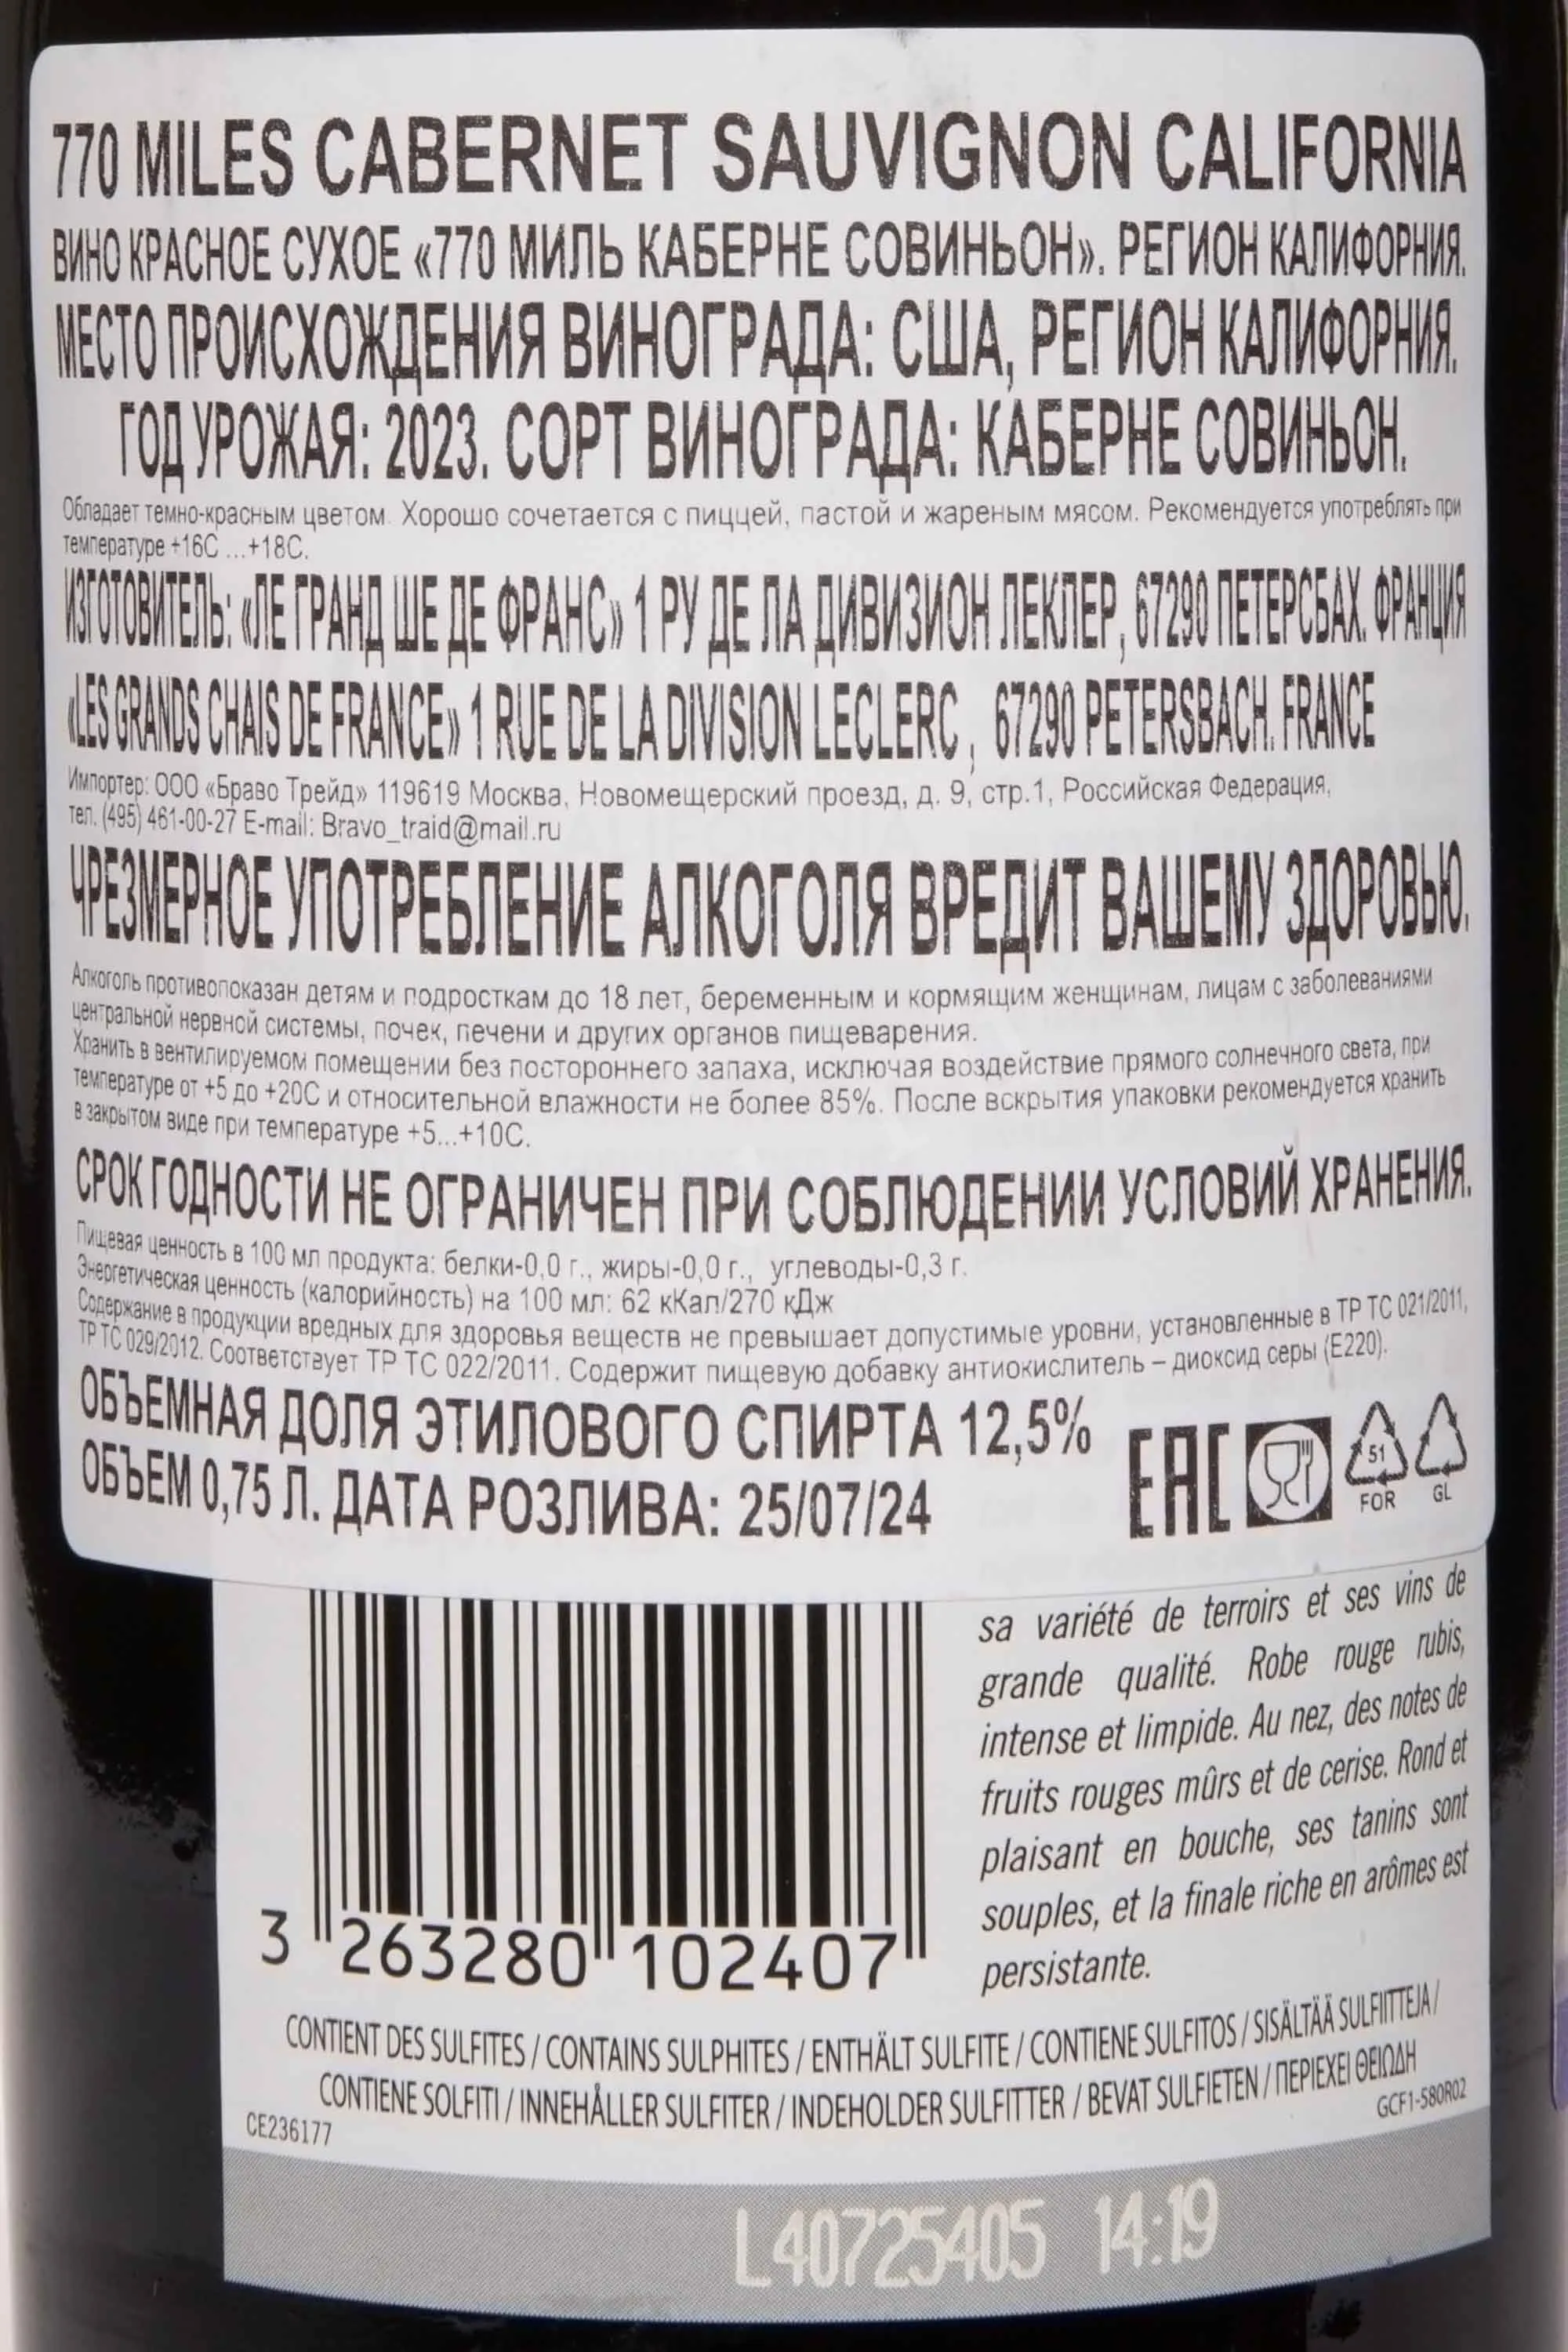 770 MILES CABERNET SAUVIGNON CALIFORNIA
ВИНО КРАСНОЕ СУХОЕ «770 МИЛЬ КАБЕРНЕ СОВИНЬОН». РЕГИОН КАЛИФОРНИЯ.
МЕСТО ПРОИСХОЖДЕНИЯ ВИНОГРАДА: США, РЕГИОН КАЛИФОРНИЯ.
ГОД УРОЖАЯ: 2023. СОРТ ВИНОГРАДА: КАБЕРНЕ СОВИНЬОН.
Обладает темно-красным цветом. Хорошо сочетается с пиццей, пастой и жареным мясом. Рекомендуется употреблять при
температуре +16С ...+18С.
ИЗГОТОВИТЕЛЬ: «ЛЕ ГРАНД ШЕ ДЕ ФРАНС» 1 РУ ДЕ ЛА ДИВИЗИОН ЛЕКЛЕР, 67290 ПЕТЕРСБАХ. ФРАНЦИЯ
«LES GRANDS CHAIS DE FRANCE» 1 RUE DE LA DIVISION LECLERC , 67290 PETERSBACH. FRANCE
Импортер: ООО «Браво Трейд» 119619 Москва, Новомещерский проезд, д. 9, стр.1, Российская Федерация,
тел. (495) 461-00-27 E-mail: Bravo_traid@mail.ru
ЧРЕЗМЕРНОЕ УПОТРЕБЛЕНИЕ АЛКОГОЛЯ ВРЕДИТ ВАШЕМУ ЗДОРОВЬЮ.
Алкоголь противопоказан детям и подросткам до 18 лет, беременным и кормящим женщинам, лицам с заболеваниями
центральной нервной системы, почек, печени и других органов пищеварения.
Хранить в вентилируемом помещении без постороннего запаха, исключая воздействие прямого солнечного света, при
температуре от +5 до +20С и относительной влажности не более 85%. После вскрытия упаковки рекомендуется хранить
в закрытом виде при температуре +5...+10С.
СРОК ГОДНОСТИ НЕ ОГРАНИЧЕН ПРИ СОБЛЮДЕНИИ УСЛОВИЙ ХРАНЕНИЯ.
Пищевая ценность в 100 мл продукта: белки-0,0 г., жиры-0,0 г., углеводы-0,3 г.
Энергетическая ценность (калорийность) на 100 мл: 62 кКал/270 кДж
Содержание в продукции вредных для здоровья веществ не превышает допустимые уровни, установленные в ТР ТС 021/2011,
ТР ТС 029/2012. Соответствует ТР ТС 022/2011. Содержит пищевую добавку антиокислитель – диоксид серы (Е220).
ОБЪЕМНАЯ ДОЛЯ ЭТИЛОВОГО СПИРТА 12,5%
ОБЪЕМ 0,75 Л. ДАТА РОЗЛИВА: 25/07/24
EAC
51
FOR
GL
sa variété de terroirs et ses vins de
grande qualité. Robe rouge rubis,
intense et limpide. Au nez, des notes de
fruits rouges mûrs et de cerise. Rond et
plaisant en bouche, ses tanins sont
souples, et la finale riche en arômes est
persistante.
3 263280 102407
CONTIENT DES SULFITES / CONTAINS SULPHITES / ENTHÄLT SULFITE / CONTIENE SULFITOS / SISÄLTÄÄ SULFIITTEJA /
CONTIENE SOLFITI / INNEHÅLLER SULFITER / INDEHOLDER SULFITTER / BEVAT SULFIETEN / ΠΕΡΙΕΧΕΙ ΘΕΙΩΔΗ
CE236177
GCF1-580R02
L40725405 14:19